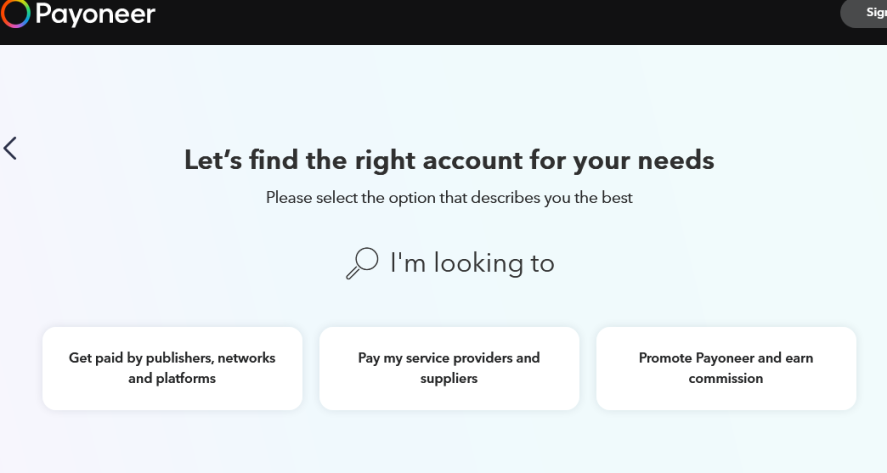 Payoneer
Sign
Let's find the right account for your needs
Please select the option that describes you the best
I'm looking to
Get paid by publishers, networks
and platforms
Pay my service providers and
suppliers
Promote Payoneer and earn
commission